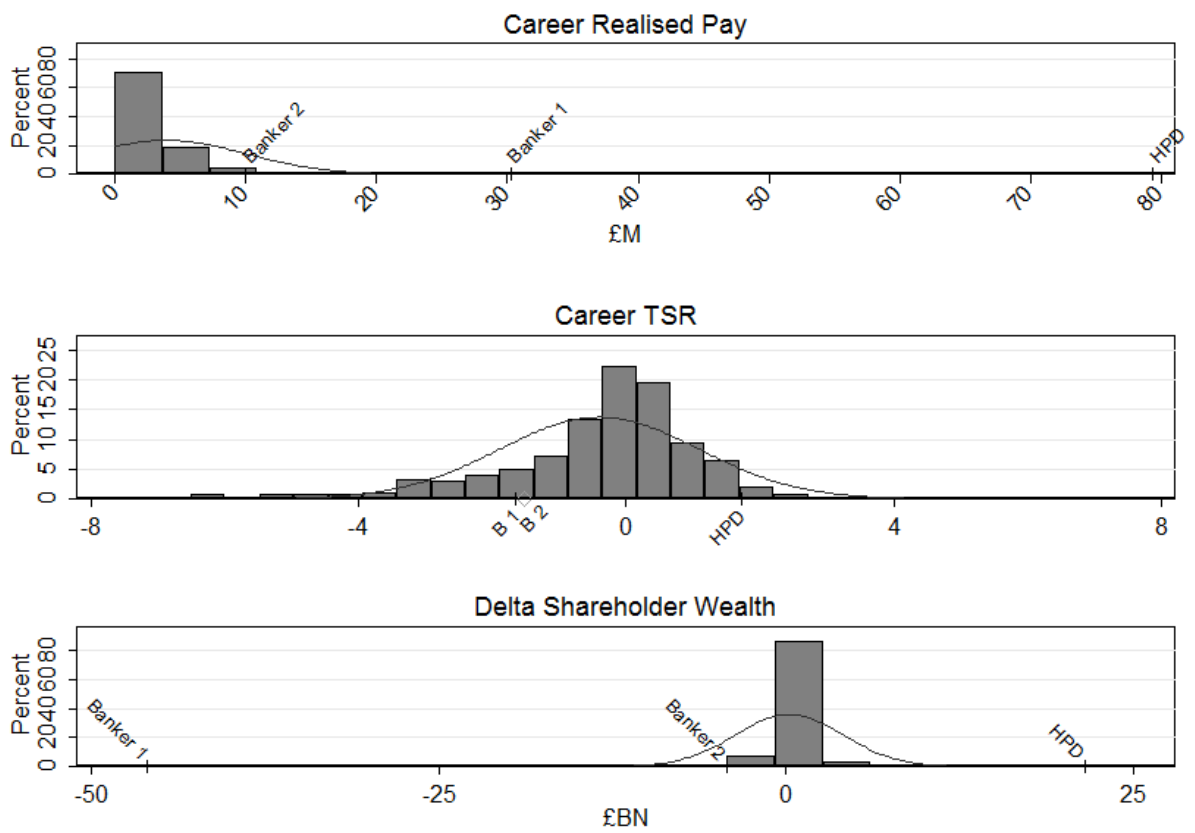 Career Realised Pay
Percent
0 20 40 60 80
Banker 2
Banker 1
HPD
0 10 20 30 40 50 60 70 80
£M
Career TSR
Percent
0 5 10 15 20 25
-8 -4 0 4 8
B 1
B 2
HPD
Delta Shareholder Wealth
Percent
0 20 40 60 80
Banker 1
Banker 2
HPD
-50 -25 0 25
£BN